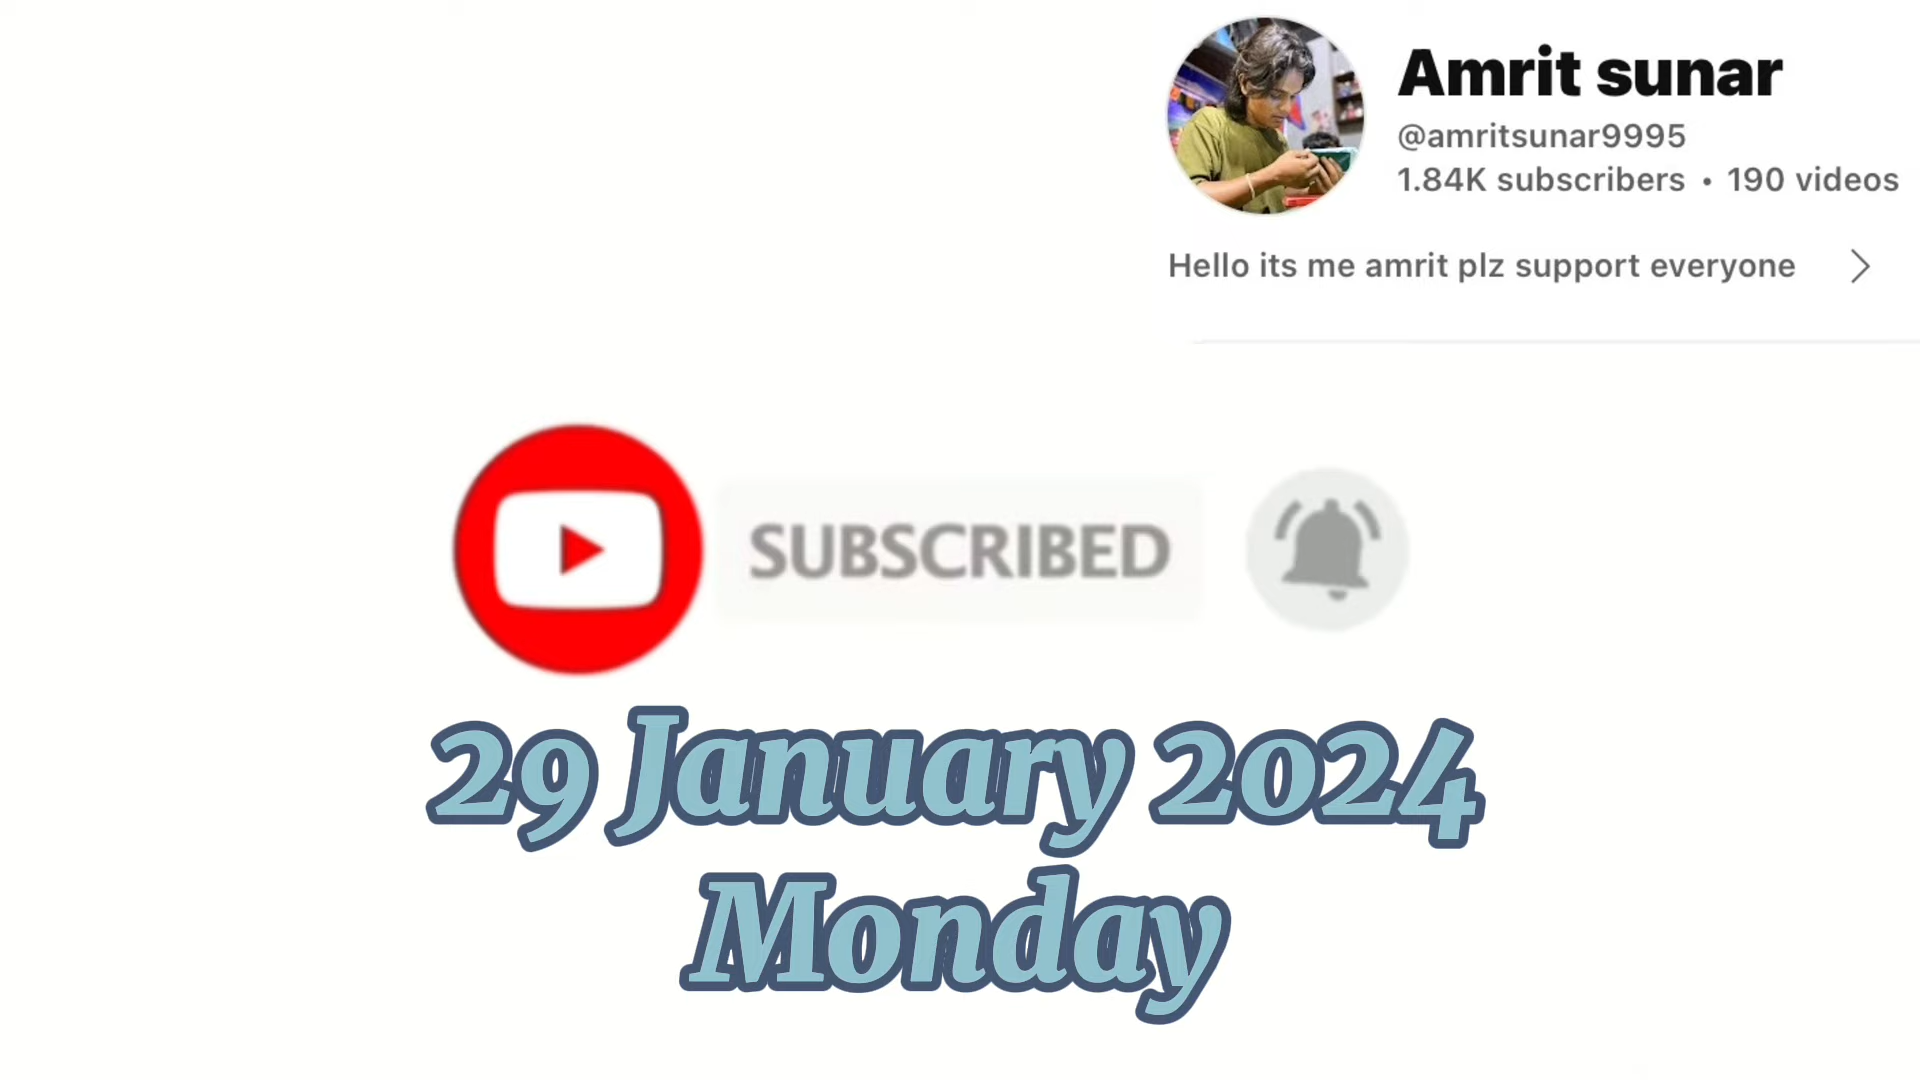 Amrit sunar
@amritsunar9995
1.84K subscribers • 190 videos
Hello its me amrit plz support everyone
SUBSCRIBED
29 January 2024
Monday